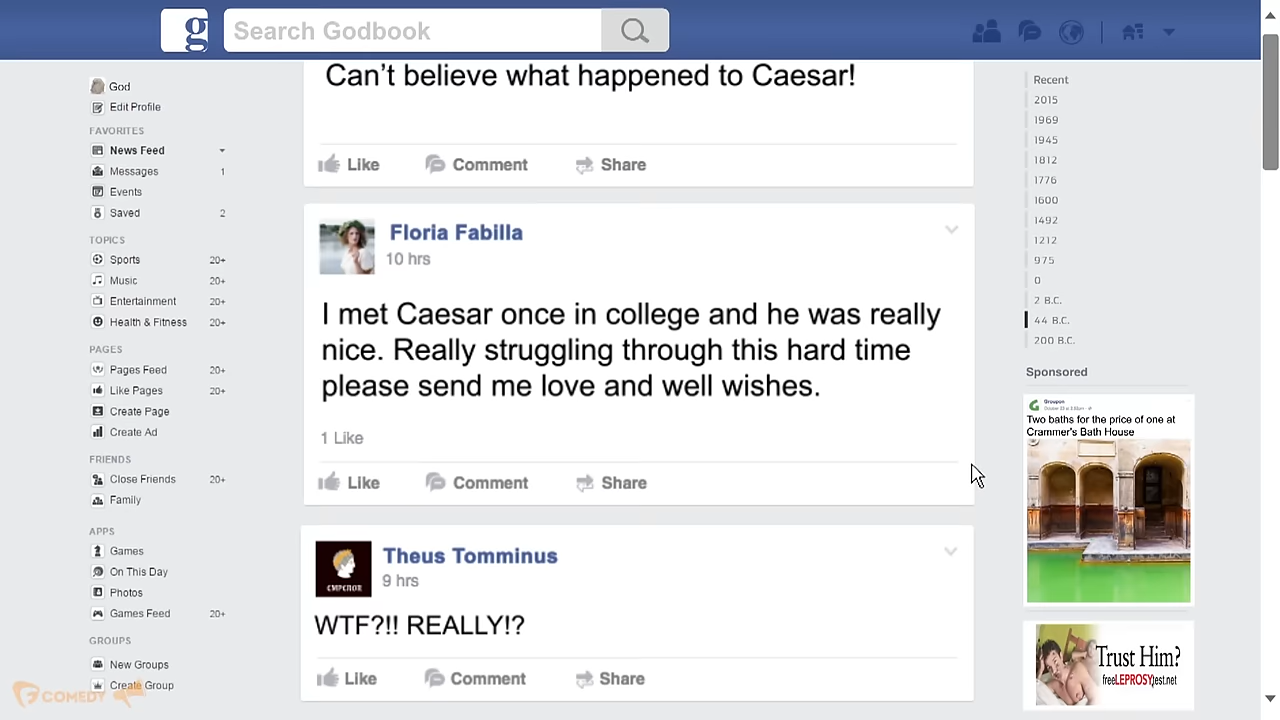 g
Search Godbook
God
Edit Profile
FAVORITES
News Feed
Messages 1
Events
Saved 2
TOPICS
Sports 20+
Music 20+
Entertainment 20+
Health & Fitness 20+
PAGES
Pages Feed 20+
Like Pages 20+
Create Page
Create Ad
FRIENDS
Close Friends 20+
Family
APPS
Games
On This Day
Photos
Games Feed 20+
GROUPS
New Groups
Create Group
COMEDY
Can’t believe what happened to Caesar!
Like Comment Share
Floria Fabilla
10 hrs
I met Caesar once in college and he was really
nice. Really struggling through this hard time
please send me love and well wishes.
1 Like
Like Comment Share
Theus Tomminus
9 hrs
EMPEROR
WTF?!! REALLY!?
Like Comment Share
Recent
2015
1969
1945
1812
1776
1600
1492
1212
975
0
2 B.C.
44 B.C.
200 B.C.
Sponsored
Groupon
Two baths for the price of one at
Crammer's Bath House
Trust Him?
freeLEPROSYtest.net